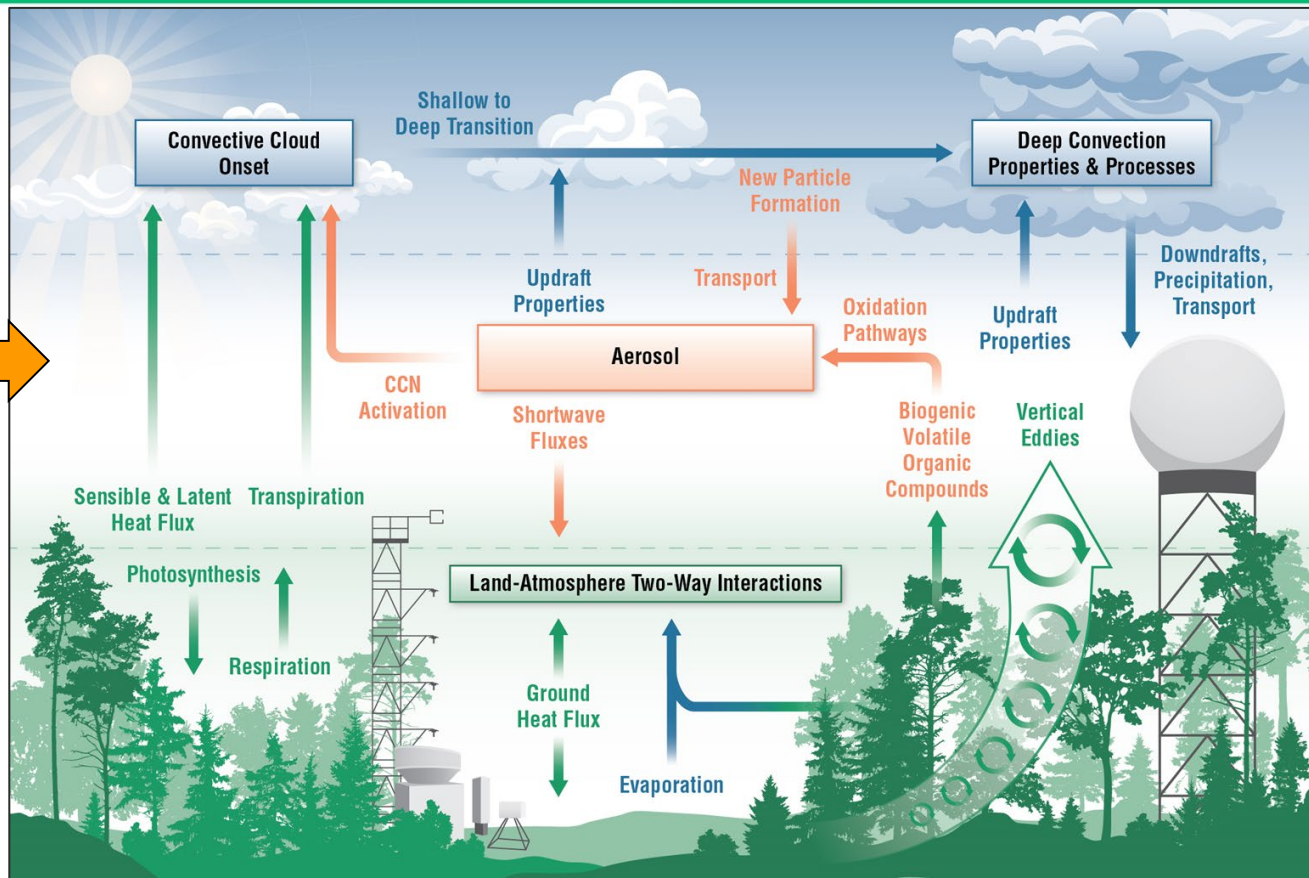 Convective Cloud
Onset
Shallow to
Deep Transition
Deep Convection
Properties & Processes
New Particle
Formation
Updraft
Properties
Transport
Oxidation
Pathways
Updraft
Properties
Downdrafts,
Precipitation,
Transport
Aerosol
CCN
Activation
Shortwave
Fluxes
Biogenic
Volatile
Organic
Compounds
Vertical
Eddies
Sensible & Latent
Heat Flux
Transpiration
Photosynthesis
Respiration
Land-Atmosphere Two-Way Interactions
Ground
Heat Flux
Evaporation